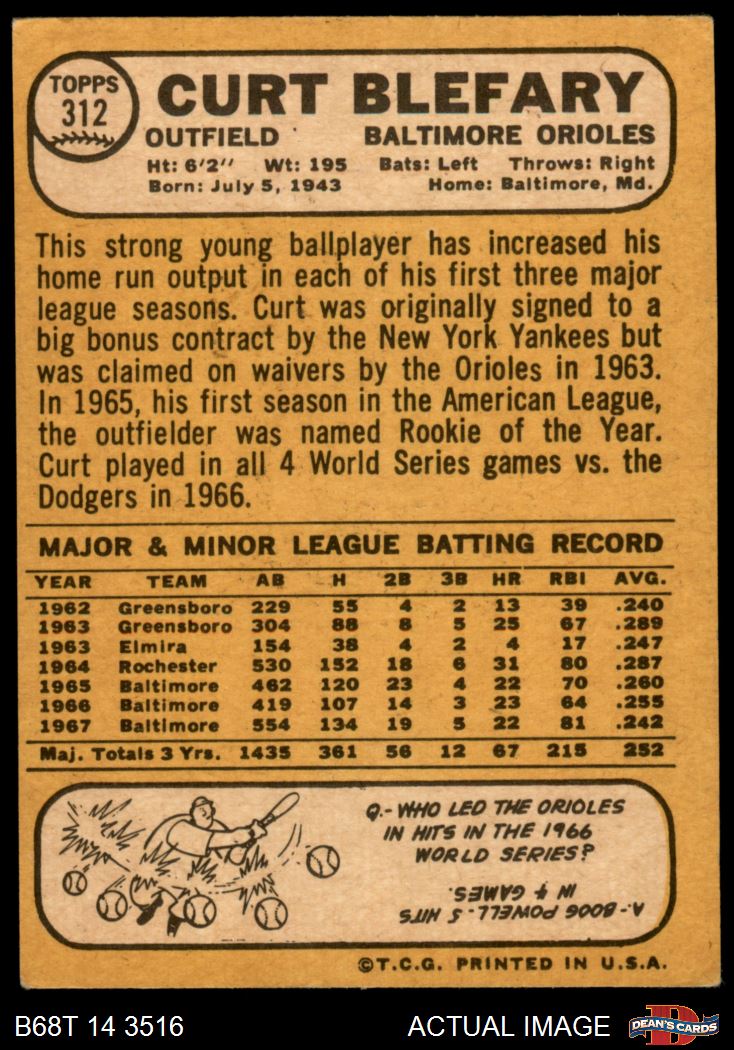 TOPPS
312
CURT BLEFARY
OUTFIELD BALTIMORE ORIOLES
Ht: 6'2" Wt: 195 Bats: Left Throws: Right
Born: July 5, 1943 Home: Baltimore, Md.
This strong young ballplayer has increased his
home run output in each of his first three major
league seasons. Curt was originally signed to a
big bonus contract by the New York Yankees but
was claimed on waivers by the Orioles in 1963.
In 1965, his first season in the American League,
the outfielder was named Rookie of the Year.
Curt played in all 4 World Series games vs. the
Dodgers in 1966.
MAJOR & MINOR LEAGUE BATTING RECORD
YEAR TEAM AB H 2B 3B HR RBI AVG.
1962 Greensboro 229 55 4 2 13 39 .240
1963 Greensboro 304 88 8 5 25 67 .289
1963 Elmira 154 38 4 2 4 17 .247
1964 Rochester 530 152 18 6 31 80 .287
1965 Baltimore 462 120 23 4 22 70 .260
1966 Baltimore 419 107 14 3 23 64 .255
1967 Baltimore 554 134 19 5 22 81 .242
Maj. Totals 3 Yrs. 1435 361 56 12 67 215 252
Q.- WHO LED THE ORIOLES
IN HITS IN THE 1966
WORLD SERIES?
A.- BOOG POWELL - 5 HITS
IN 4 GAMES.
©T.C.G. PRINTED IN U.S.A.
B68T 14 3516 ACTUAL IMAGE
DEAN'S CARDS